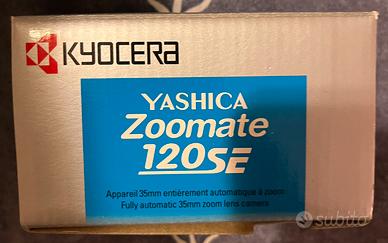 KYOCERA
YASHICA
Zoomate
120SE
Appareil 35mm entièrement automatique à zoom
Fully automatic 35mm zoom lens camera
subito